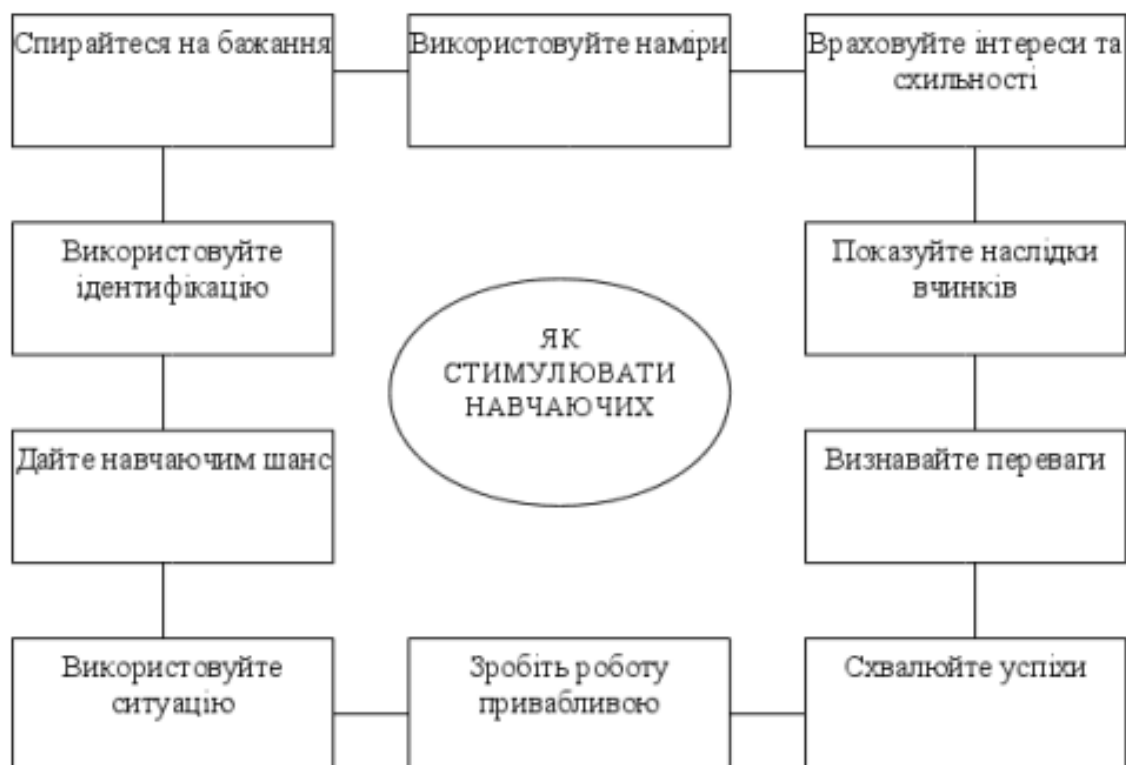 Спирайтеся на бажання
Використовуйте наміри
Враховуйте інтереси та
схильності
Використовуйте
ідентифікацію
Показуйте наслідки
вчинків
ЯК
СТИМУЛЮВАТИ
НАВЧАЮЧИХ
Дайте навчаючим шанс
Визнавайте переваги
Використовуйте
ситуацію
Зробіть роботу
привабливою
Схвалюйте успіхи